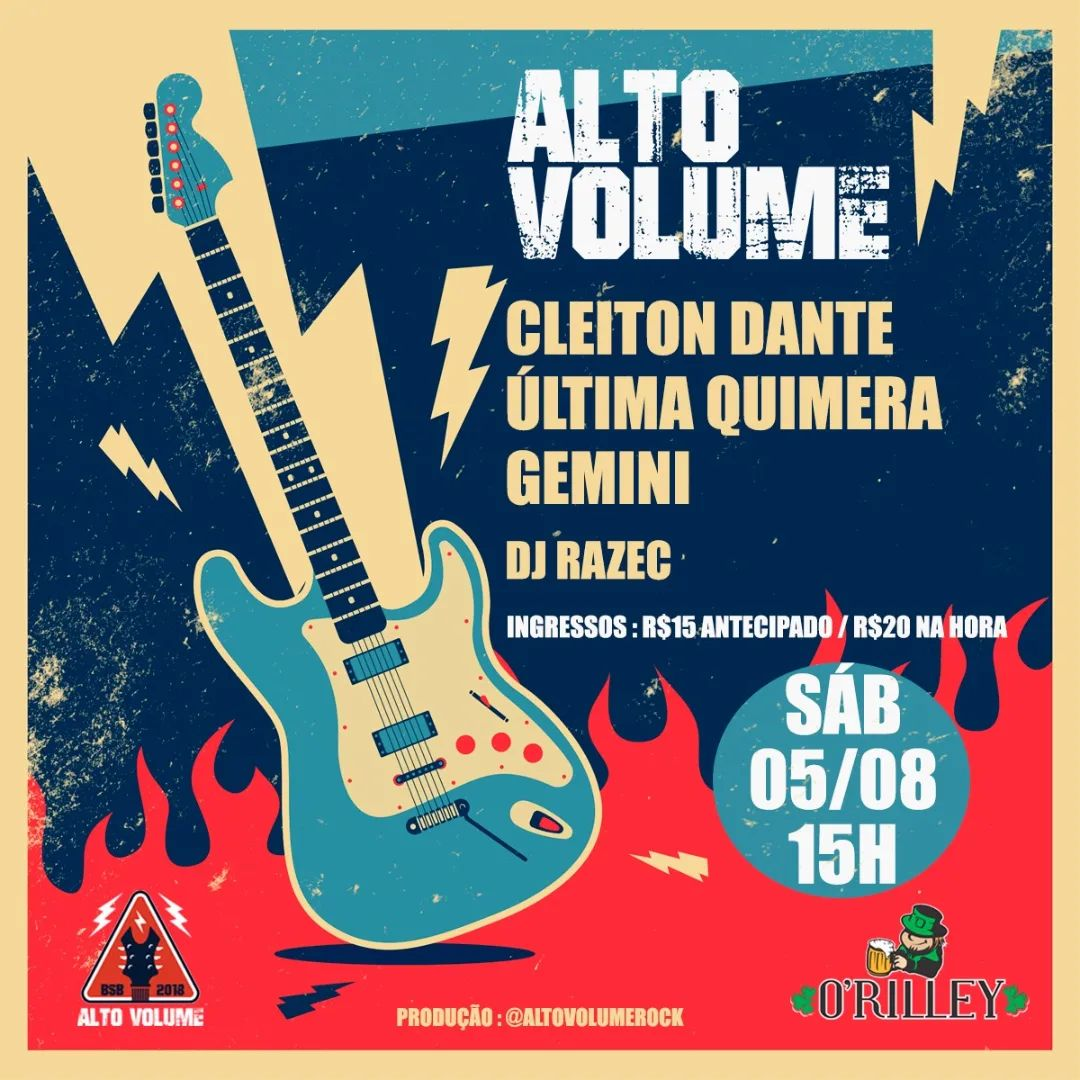 ALTO
VOLUME
CLEITON DANTE
ÚLTIMA QUIMERA
GEMINI
DJ RAZEC
INGRESSOS : R$15 ANTECIPADO / R$20 NA HORA
SÁB
05/08
15H
BSB 2018
ALTO VOLUME
PRODUÇÃO : @ALTOVOLUMEROCK
O'RILLEY